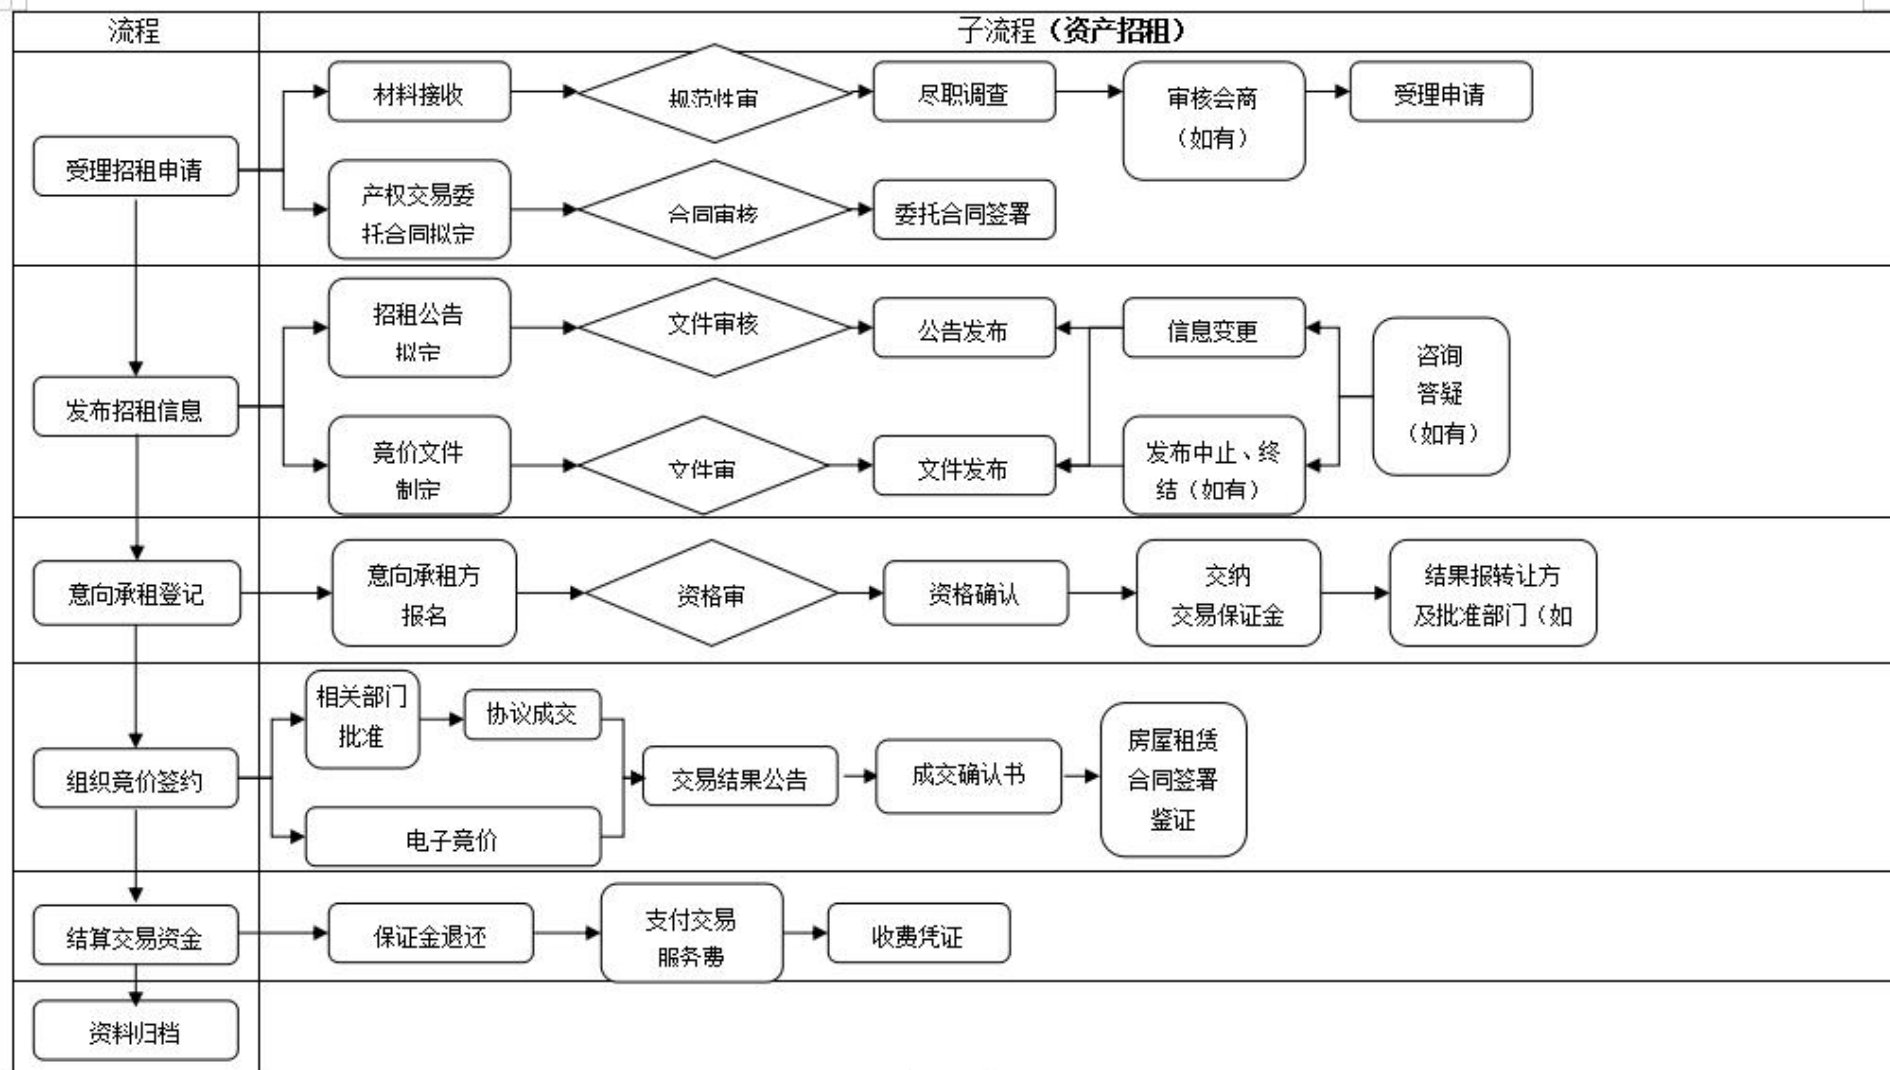 流程
子流程（资产招租）
受理招租申请
材料接收
规范性审
尽职调查
审核会商
（如有）
受理申请
产权交易委
托合同拟定
合同审核
委托合同签署
发布招租信息
招租公告
拟定
文件审核
公告发布
信息变更
咨询
答疑
（如有）
竟价文件
制定
文件审
文件发布
发布中止、终
结（如有）
意向承租登记
意向承租方
报名
资格审
资格确认
交纳
交易保证金
结果报转让方
及批准部门（如
组织竟价签约
相关部门
批准
协议成交
电子竟价
交易结果公告
成交确认书
房屋租赁
合同签署
鉴证
结算交易资金
保证金退还
支付交易
服务费
收费凭证
资料归档